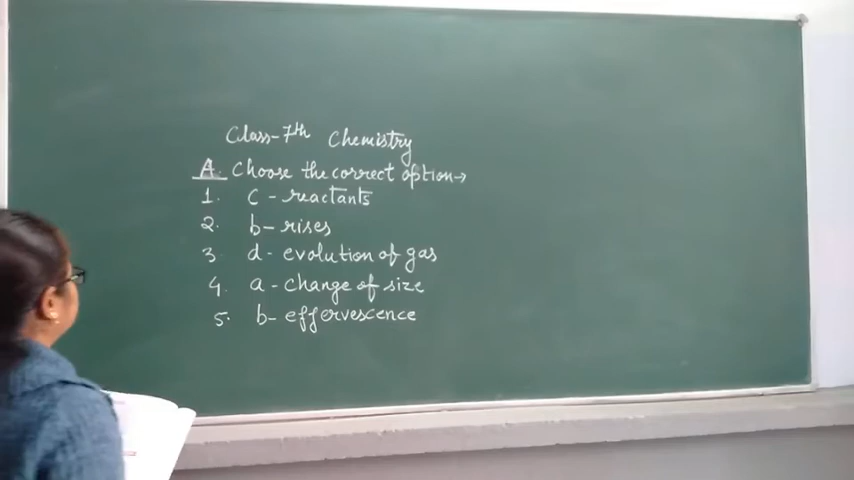 Class-7th Chemistry
A. Choose the correct option→
1. c - reactants
2. b- rises
3. d- evolution of gas
4. a - change of size
5. b- effervescence